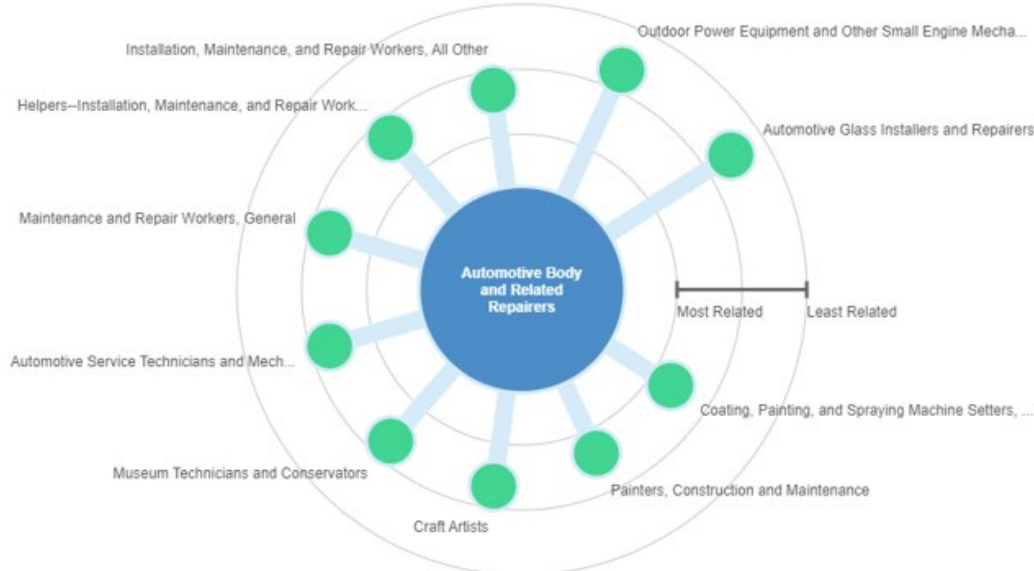 Outdoor Power Equipment and Other Small Engine Mecha...
Installation, Maintenance, and Repair Workers, All Other
Helpers--Installation, Maintenance, and Repair Work...
Automotive Glass Installers and Repairers
Maintenance and Repair Workers, General
Automotive Body
and Related
Repairers
Most Related
Least Related
Automotive Service Technicians and Mech...
Coating, Painting, and Spraying Machine Setters, ...
Museum Technicians and Conservators
Painters, Construction and Maintenance
Craft Artists